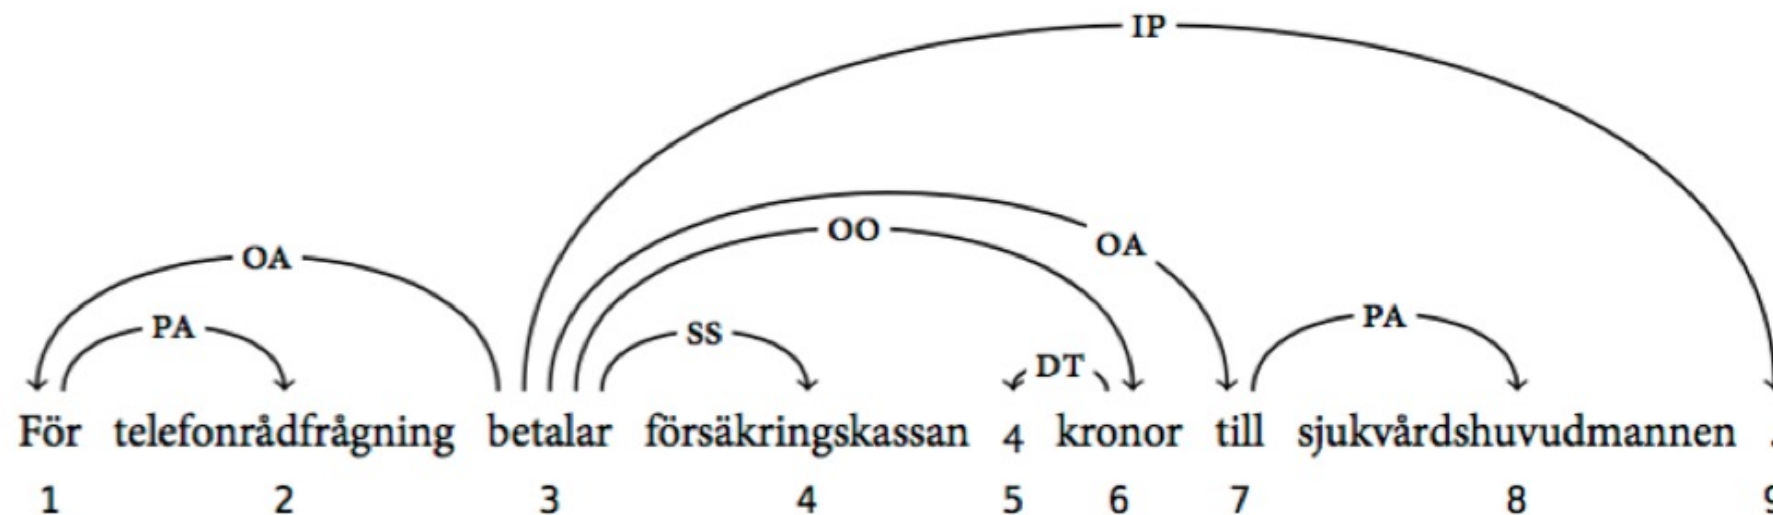 IP
OO OA
OA
PA SS PA
DT
För telefonrådfrågning betalar försäkringskassan 4 kronor till sjukvårdshuvudmannen .
1 2 3 4 5 6 7 8 9